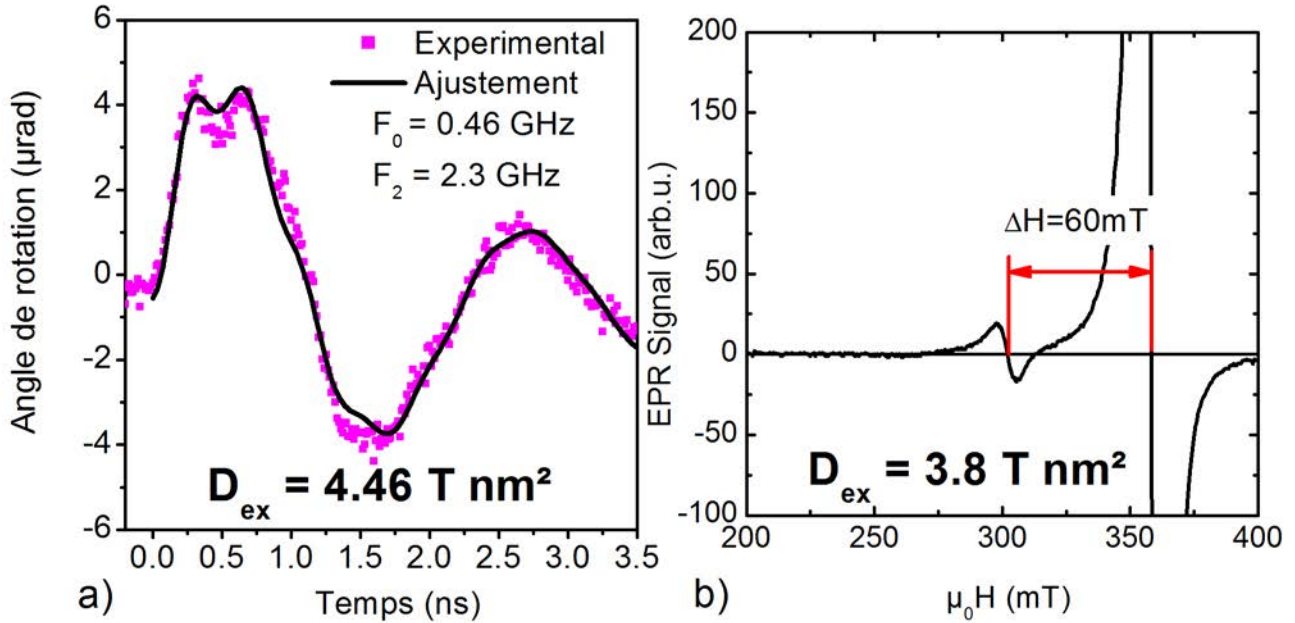 6
4
2
0
-2
-4
-6
Angle de rotation (µrad)
Experimental
Ajustement
F₀ = 0.46 GHz
F₂ = 2.3 GHz
Dₑₓ = 4.46 T nm²
0.0 0.5 1.0 1.5 2.0 2.5 3.0 3.5
Temps (ns)
a)
200
150
100
50
0
-50
-100
EPR Signal (arb.u.)
ΔH=60mT
Dₑₓ = 3.8 T nm²
200 250 300 350 400
µ₀H (mT)
b)